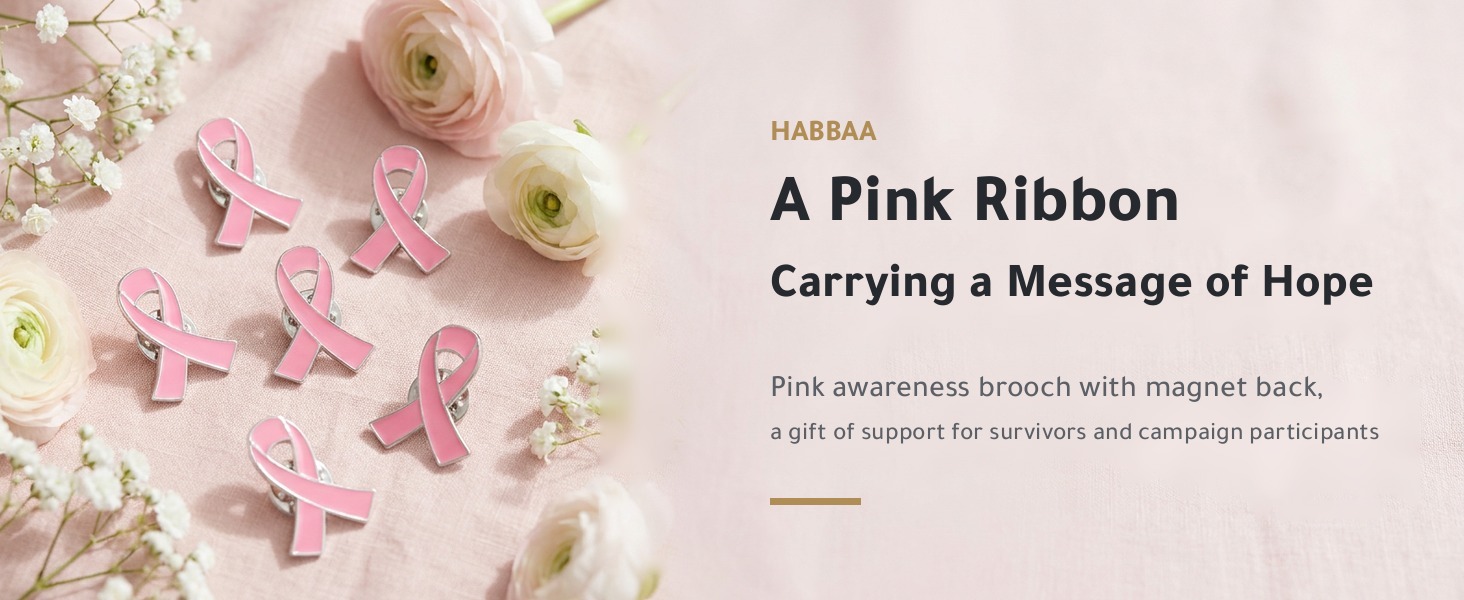 HABBAA
A Pink Ribbon
Carrying a Message of Hope
Pink awareness brooch with magnet back,
a gift of support for survivors and campaign participants